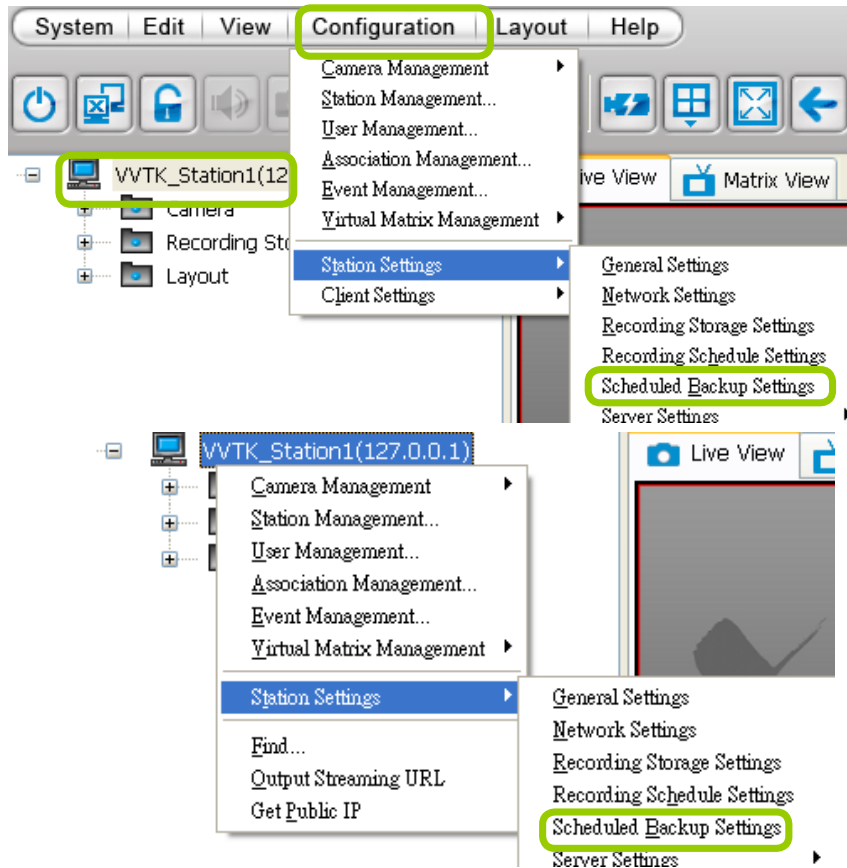 System Edit View Configuration Layout Help
Camera Management
Station Management...
User Management...
Association Management...
Event Management...
Virtual Matrix Management
Station Settings
Client Settings
VVTK_Station1(12
Camera
Recording Sto
Layout
ive View Matrix View
General Settings
Network Settings
Recording Storage Settings
Recording Schedule Settings
Scheduled Backup Settings
Server Settings
VVTK_Station1(127.0.0.1)
Live View
Camera Management
Station Management...
User Management...
Association Management...
Event Management...
Virtual Matrix Management
Station Settings
Find...
Output Streaming URL
Get Public IP
General Settings
Network Settings
Recording Storage Settings
Recording Schedule Settings
Scheduled Backup Settings
Server Settings